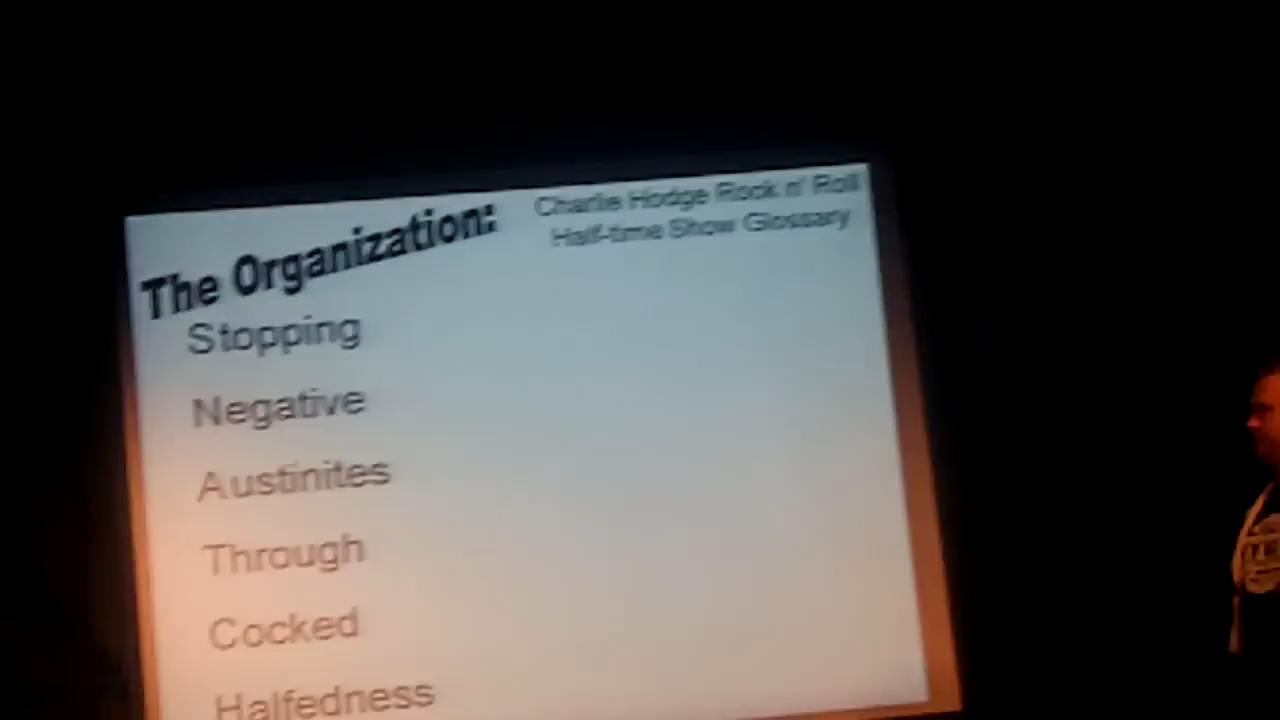 The Organization:
Charlie Hodge Rock n' Roll
Half-time Show Glossary
Stopping
Negative
Austinites
Through
Cocked
Halfedness